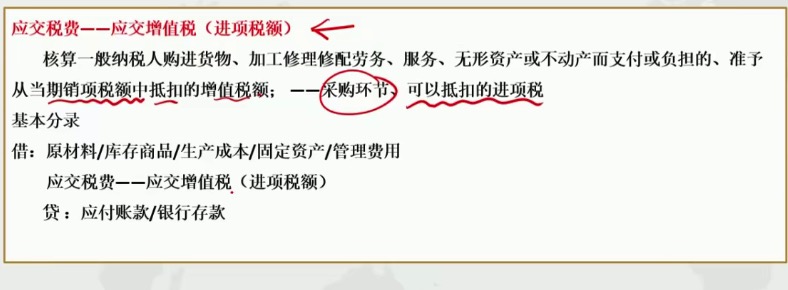 应交税费——应交增值税（进项税额）
核算一般纳税人购进货物、加工修理修配劳务、服务、无形资产或不动产而支付或负担的、准予
从当期销项税额中抵扣的增值税额；——采购环节、可以抵扣的进项税
基本分录
借：原材料/库存商品/生产成本/固定资产/管理费用
应交税费——应交增值税（进项税额）
贷：应付账款/银行存款